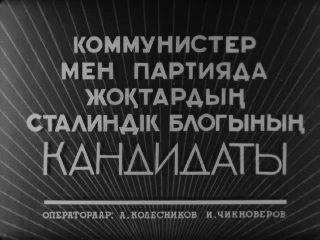 КОММУНИСТЕР
МЕН ПАРТИЯДА
ЖОҚТАРДЫҢ
СТАЛИНДІК БЛОГЫНЫҢ
КАНДИДАТЫ
ОПЕРАТОРЛАР: А.КОЛЕСНИКОВ И.ЧИКНОВЕРОВ